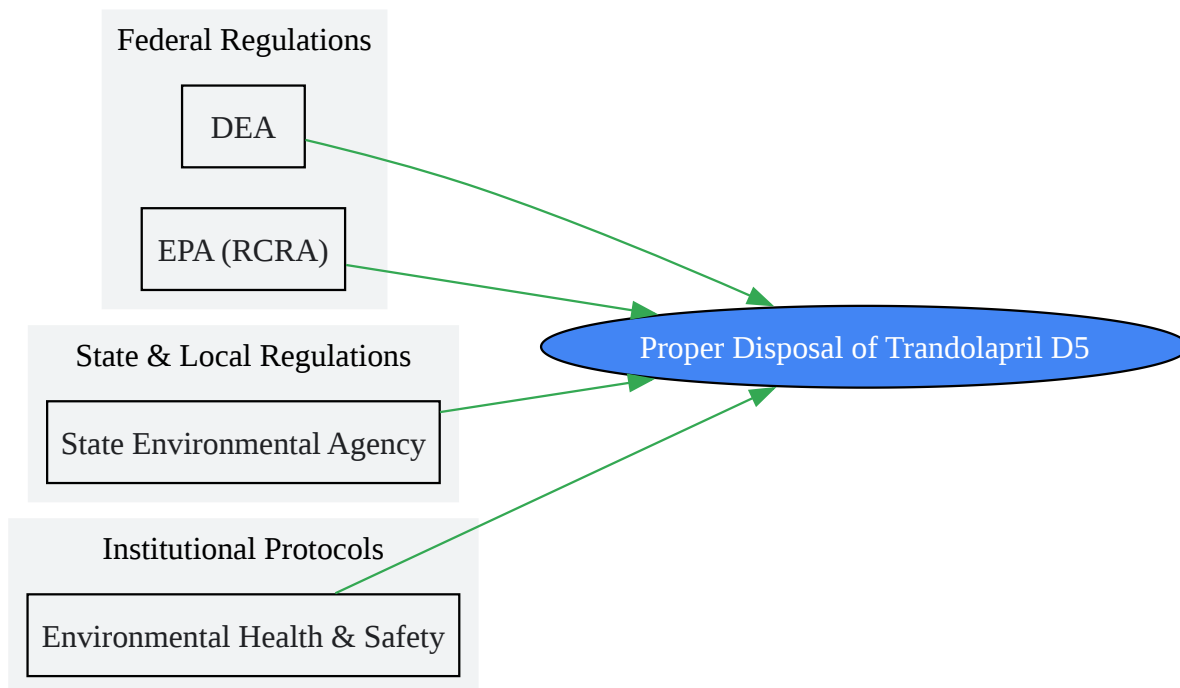 Federal Regulations
DEA
EPA (RCRA)
State & Local Regulations
State Environmental Agency
Institutional Protocols
Environmental Health & Safety
Proper Disposal of Trandolapril D5